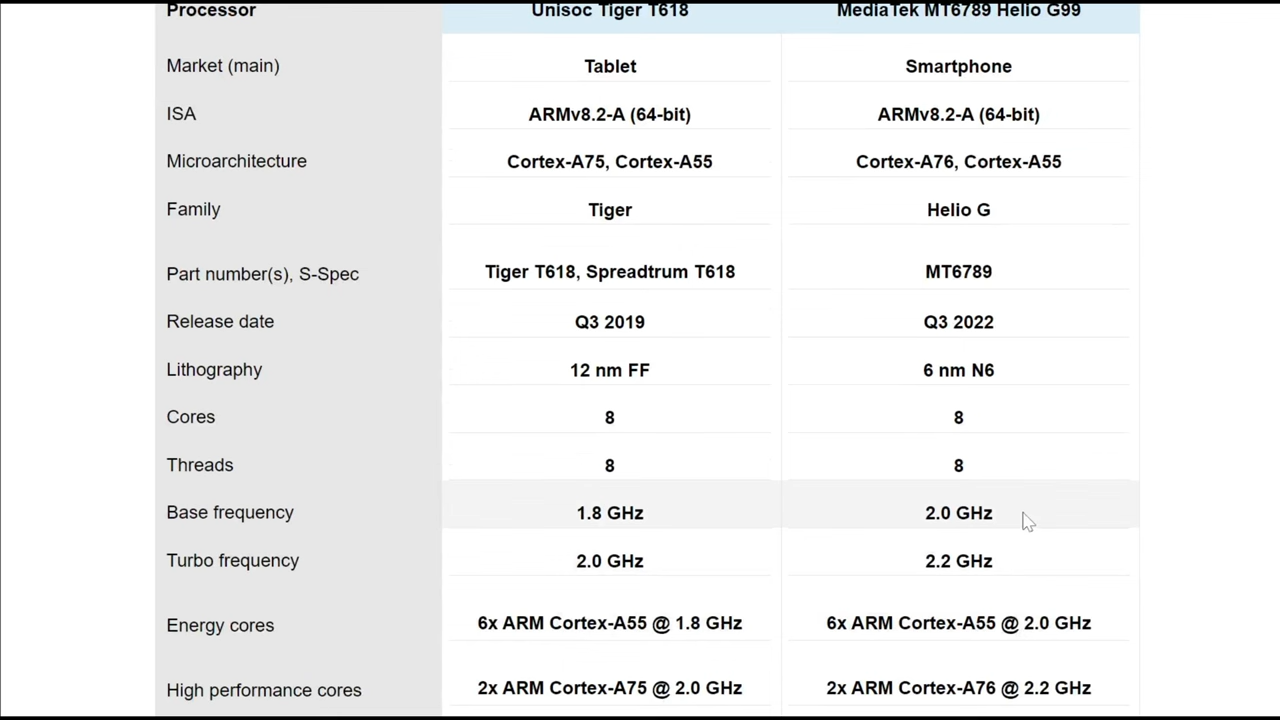 Processor Unisoc Tiger T618 MediaTek MT6789 Helio G99
Market (main) Tablet Smartphone
ISA ARMv8.2-A (64-bit) ARMv8.2-A (64-bit)
Microarchitecture Cortex-A75, Cortex-A55 Cortex-A76, Cortex-A55
Family Tiger Helio G
Part number(s), S-Spec Tiger T618, Spreadtrum T618 MT6789
Release date Q3 2019 Q3 2022
Lithography 12 nm FF 6 nm N6
Cores 8 8
Threads 8 8
Base frequency 1.8 GHz 2.0 GHz
Turbo frequency 2.0 GHz 2.2 GHz
Energy cores 6x ARM Cortex-A55 @ 1.8 GHz 6x ARM Cortex-A55 @ 2.0 GHz
High performance cores 2x ARM Cortex-A75 @ 2.0 GHz 2x ARM Cortex-A76 @ 2.2 GHz